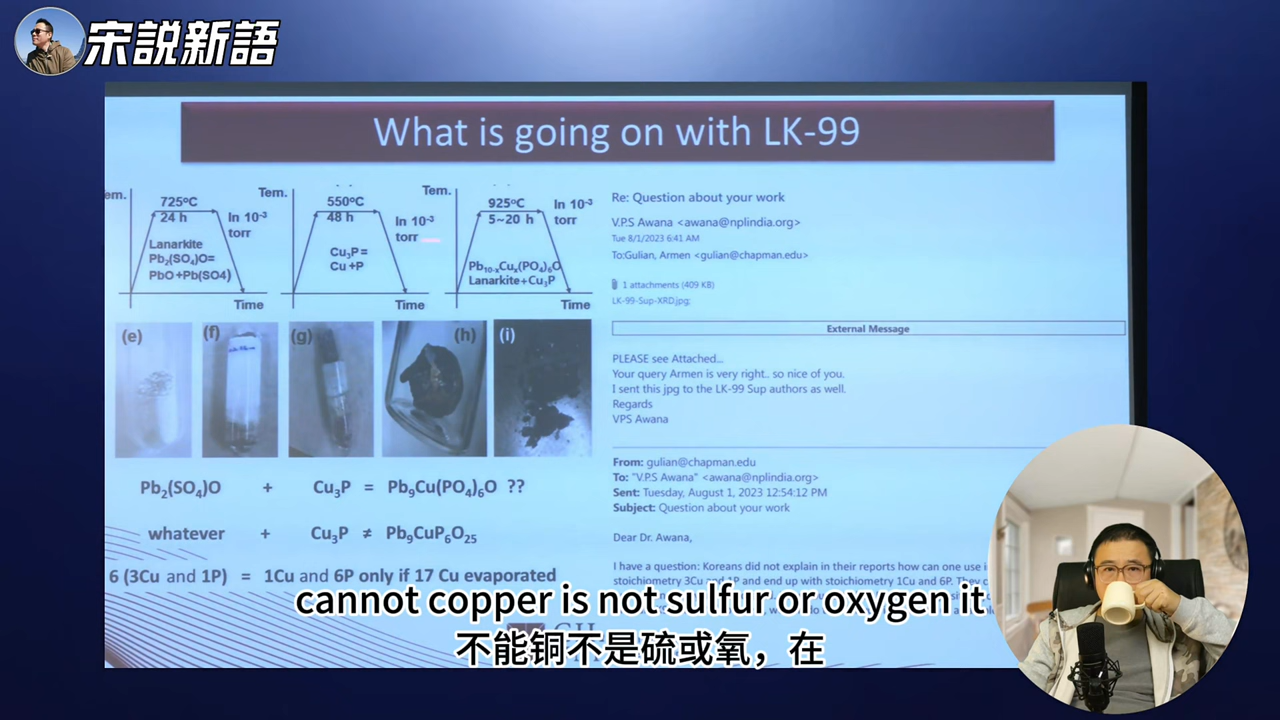 宋説新語
What is going on with LK-99
em.
725ºC
24 h
In 10-3
torr
Lanarkite
Pb2(SO4)O=
PbO+Pb(SO4)
Time
Tem.
550ºC
48 h
In 10-3
torr
Cu3P=
Cu+P
Time
Tem.
925ºC
5~20 h
In 10-3
torr
Pb10-xCux(PO4)6O
Lanarkite+Cu3P
Time
(e)
(f)
(g)
(h)
(i)
Pb2(SO4)O + Cu3P = Pb9Cu(PO4)6O ??
whatever + Cu3P ≠ Pb9CuP6O25
6 (3Cu and 1P) = 1Cu and 6P only if 17 Cu evaporated
Re: Question about your work
V.P.S Awana <awana@nplindia.org>
Tue 8/1/2023 6:41 AM
To:Gulian, Armen <gulian@chapman.edu>
1 attachments (409 KB)
LK-99-Sup-XRD.jpg;
External Message
PLEASE see Attached...
Your query Armen is very right.. so nice of you.
I sent this jpg to the LK-99 Sup authors as well.
Regards
VPS Awana
From: gulian@chapman.edu
To: "V.P.S Awana" <awana@nplindia.org>
Sent: Tuesday, August 1, 2023 12:54:12 PM
Subject: Question about your work
Dear Dr. Awana,
I have a question: Koreans did not explain in their reports how can one use
stoichiometry 3Cu and 1P and end up with stoichiometry 1Cu and 6P. They
cannot copper is not sulfur or oxygen it
不能铜不是硫或氧，在